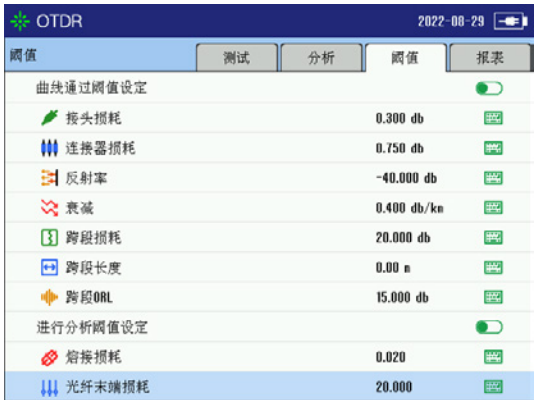 OTDR 2022-08-29
阈值 测试 分析 阈值 报表
曲线通过阈值设定
接头损耗 0.300 db
连接器损耗 0.750 db
反射率 -40.000 db
衰减 0.400 db/km
跨段损耗 20.000 db
跨段长度 0.00 m
跨段ORL 15.000 db
进行分析阈值设定
熔接损耗 0.020
光纤末端损耗 20.000